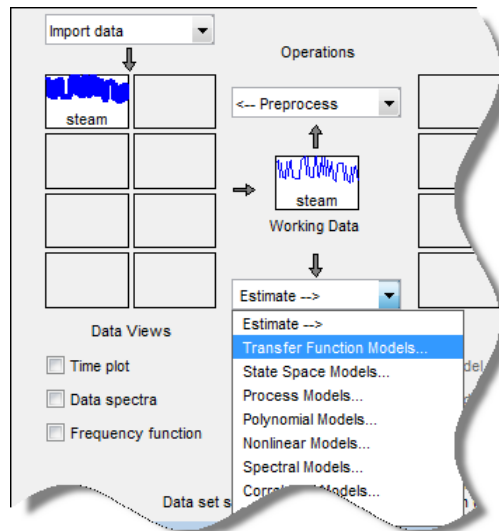 Import data
Operations
steam
<-- Preprocess
steam
Working Data
Estimate -->
Estimate -->
Transfer Function Models...
State Space Models...
Process Models...
Polynomial Models...
Nonlinear Models...
Spectral Models...
Models...
Data Views
Time plot
Data spectra
Frequency function
Data set